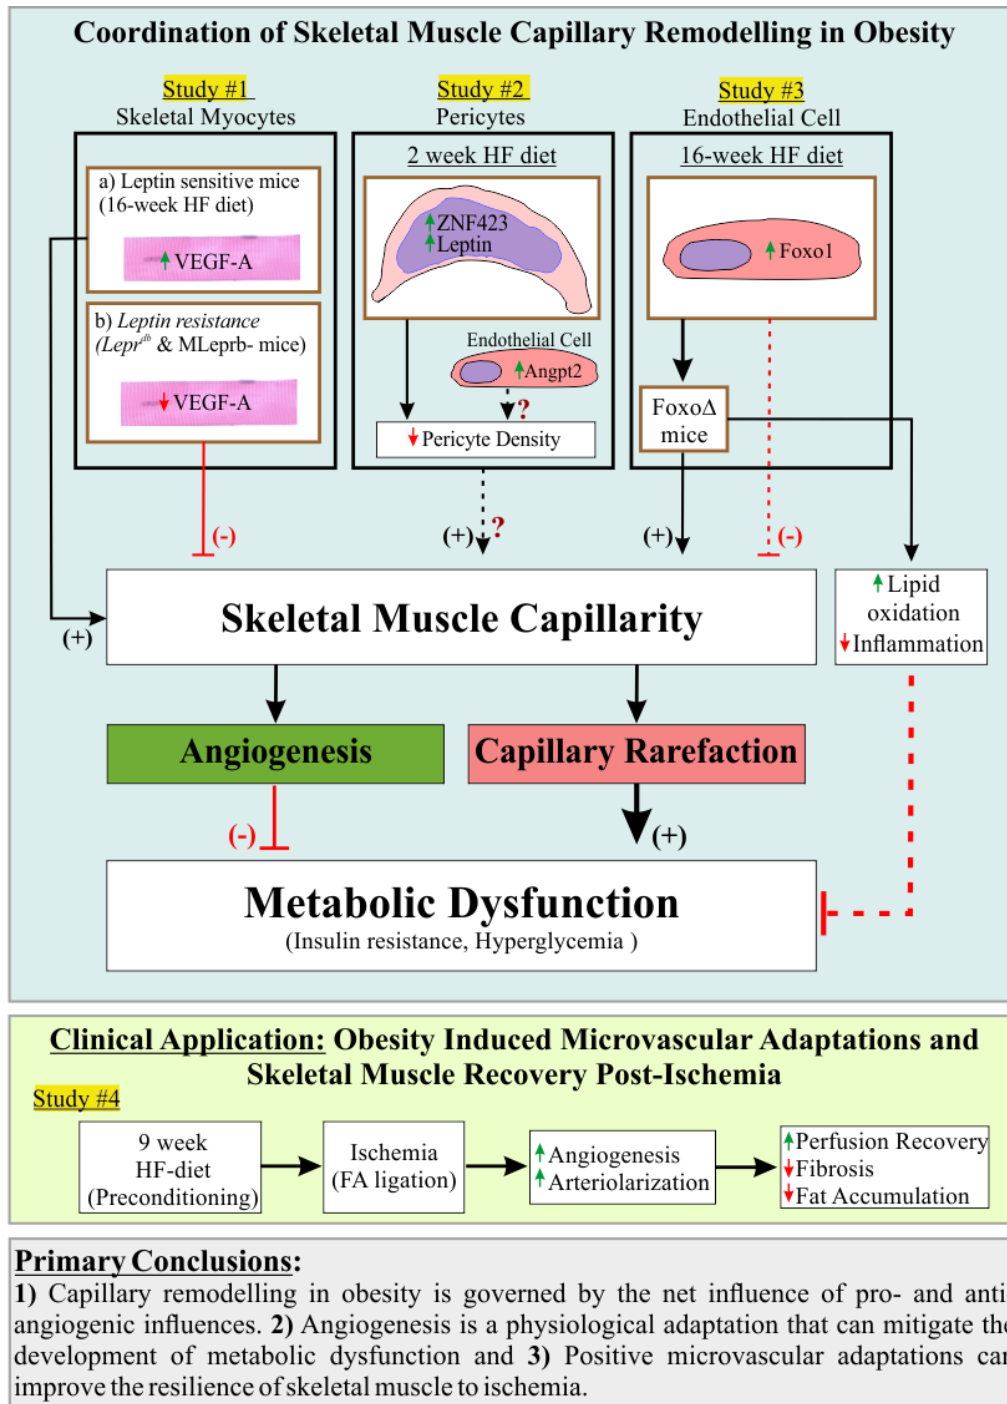 Coordination of Skeletal Muscle Capillary Remodelling in Obesity
Study #1
Skeletal Myocytes
a) Leptin sensitive mice
(16-week HF diet)
↑ VEGF-A
b) Leptin resistance
(Lepr^db & MLeprb- mice)
↓ VEGF-A
Study #2
Pericytes
2 week HF diet
↑ZNF423
↑Leptin
Endothelial Cell
↑Angpt2
?
↓ Pericyte Density
Study #3
Endothelial Cell
16-week HF diet
↑ Foxo1
FoxoΔ
mice
(-)
(+)
?
(+)
(-)
(+)
Skeletal Muscle Capillarity
↑Lipid
oxidation
↓Inflammation
Angiogenesis
Capillary Rarefaction
(-)
(+)
Metabolic Dysfunction
(Insulin resistance, Hyperglycemia )
Clinical Application: Obesity Induced Microvascular Adaptations and
Skeletal Muscle Recovery Post-Ischemia
Study #4
9 week
HF-diet
(Preconditioning)
Ischemia
(FA ligation)
↑Angiogenesis
↑Arteriolarization
↑Perfusion Recovery
↓Fibrosis
↓Fat Accumulation
Primary Conclusions:
1) Capillary remodelling in obesity is governed by the net influence of pro- and anti
angiogenic influences. 2) Angiogenesis is a physiological adaptation that can mitigate the
development of metabolic dysfunction and 3) Positive microvascular adaptations can
improve the resilience of skeletal muscle to ischemia.